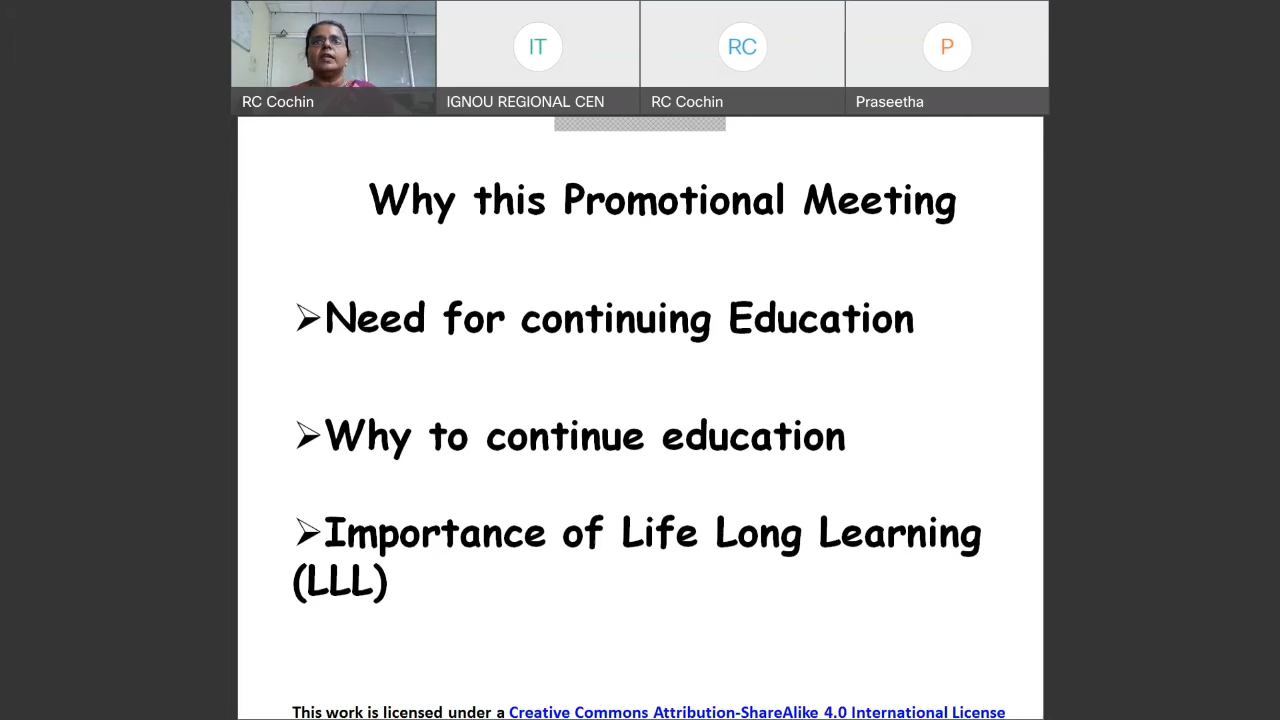 IT
RC
P
RC Cochin
IGNOU REGIONAL CEN
RC Cochin
Praseetha
Why this Promotional Meeting
➢Need for continuing Education
➢Why to continue education
➢Importance of Life Long Learning
(LLL)
This work is licensed under a Creative Commons Attribution-ShareAlike 4.0 International License